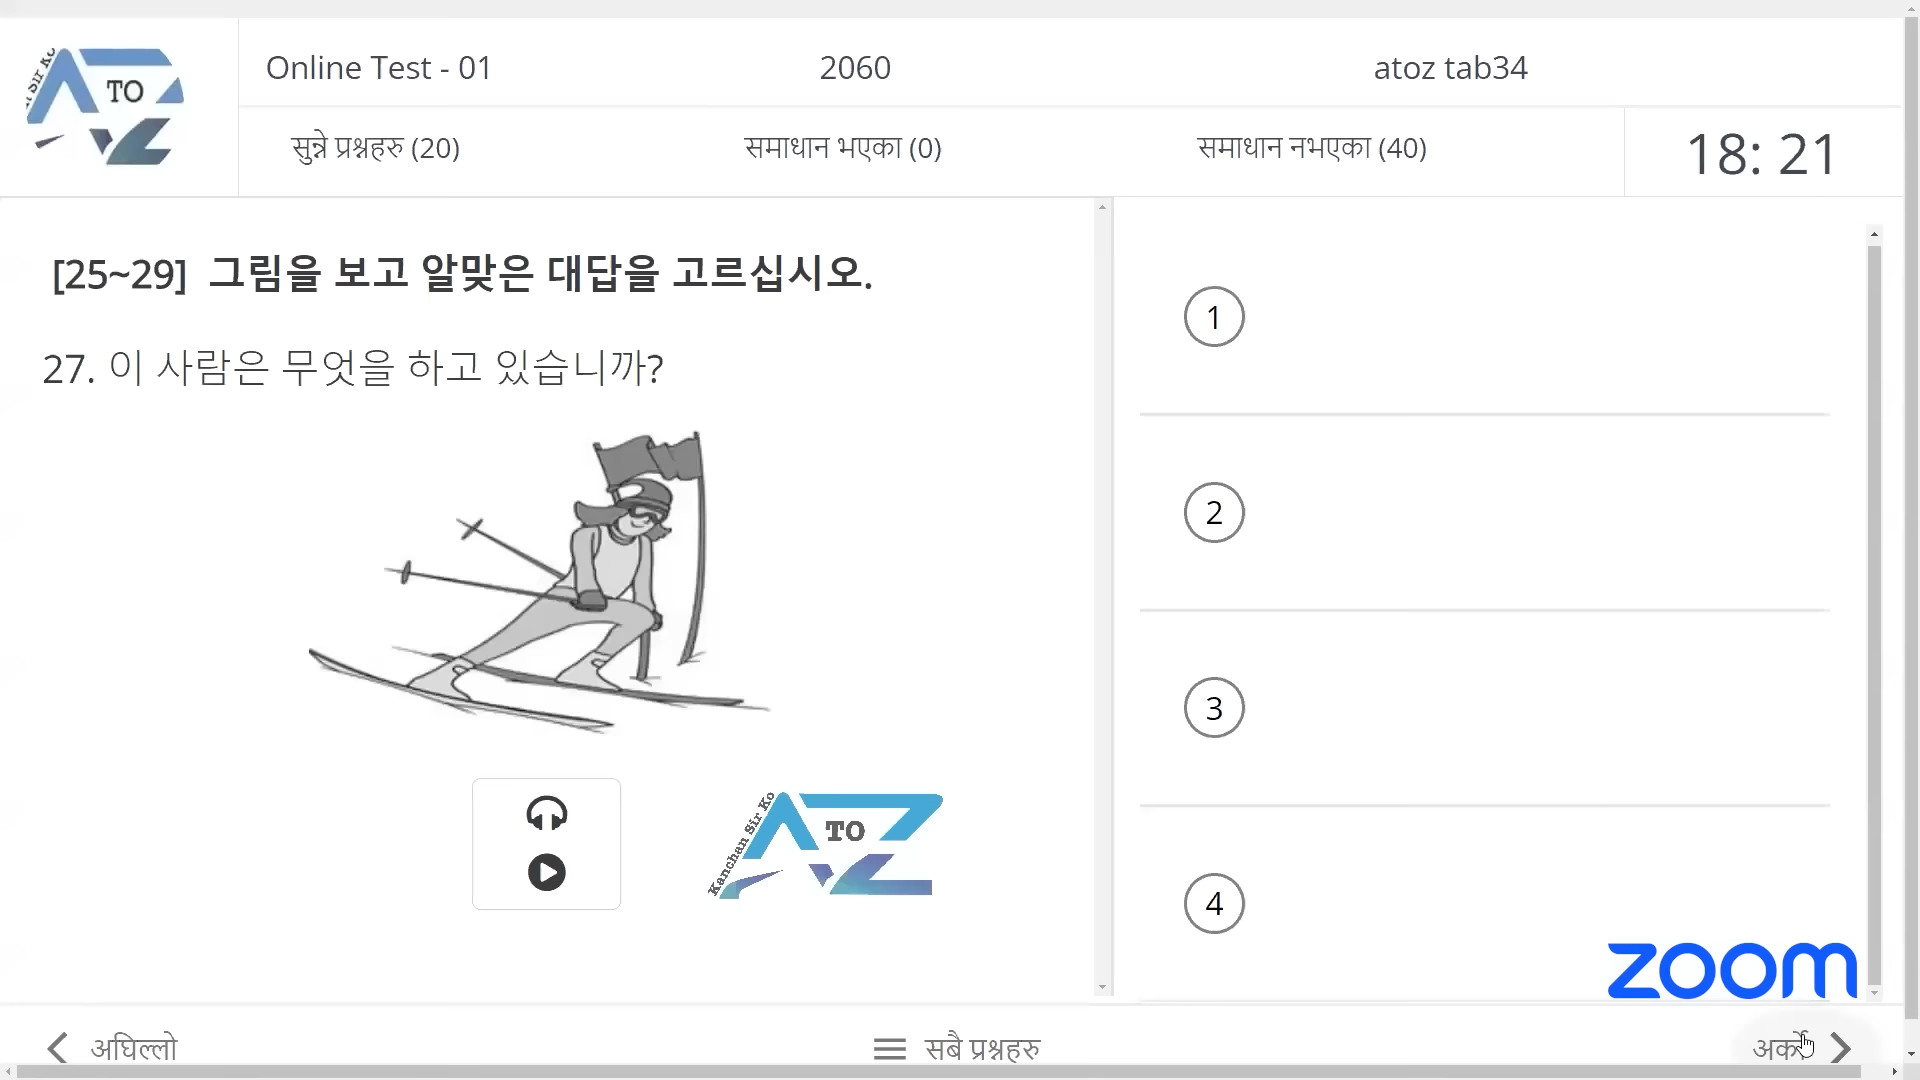 Sir Ko
TO
Online Test - 01
2060
atoz tab34
सुन्ने प्रश्नहरु (20)
समाधान भएका (0)
समाधान नभएका (40)
18: 21
[25~29] 그림을 보고 알맞은 대답을 고르십시오.
27. 이 사람은 무엇을 하고 있습니까?
Kanchan Sir Ko
TO
1
2
3
4
zoom
अघिल्लो
सबै प्रश्नहरु